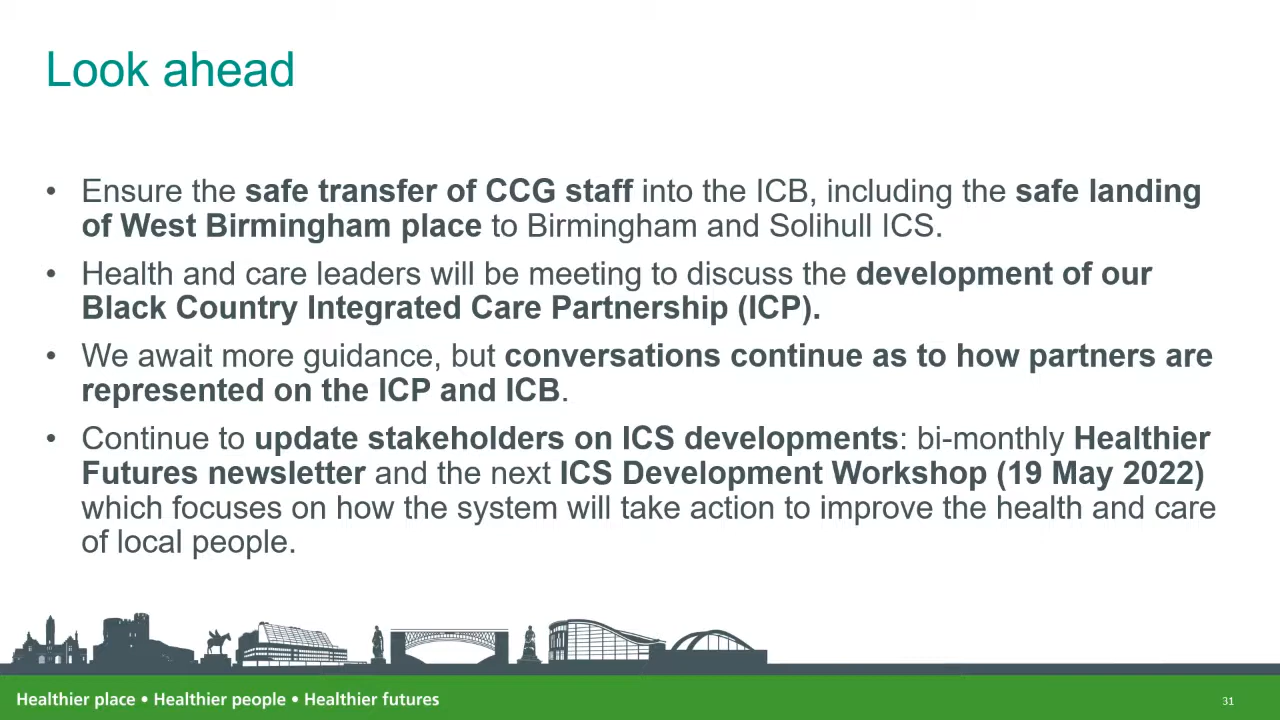 Look ahead
• Ensure the safe transfer of CCG staff into the ICB, including the safe landing
of West Birmingham place to Birmingham and Solihull ICS.
• Health and care leaders will be meeting to discuss the development of our
Black Country Integrated Care Partnership (ICP).
• We await more guidance, but conversations continue as to how partners are
represented on the ICP and ICB.
• Continue to update stakeholders on ICS developments: bi-monthly Healthier
Futures newsletter and the next ICS Development Workshop (19 May 2022)
which focuses on how the system will take action to improve the health and care
of local people.
Healthier place • Healthier people • Healthier futures
31